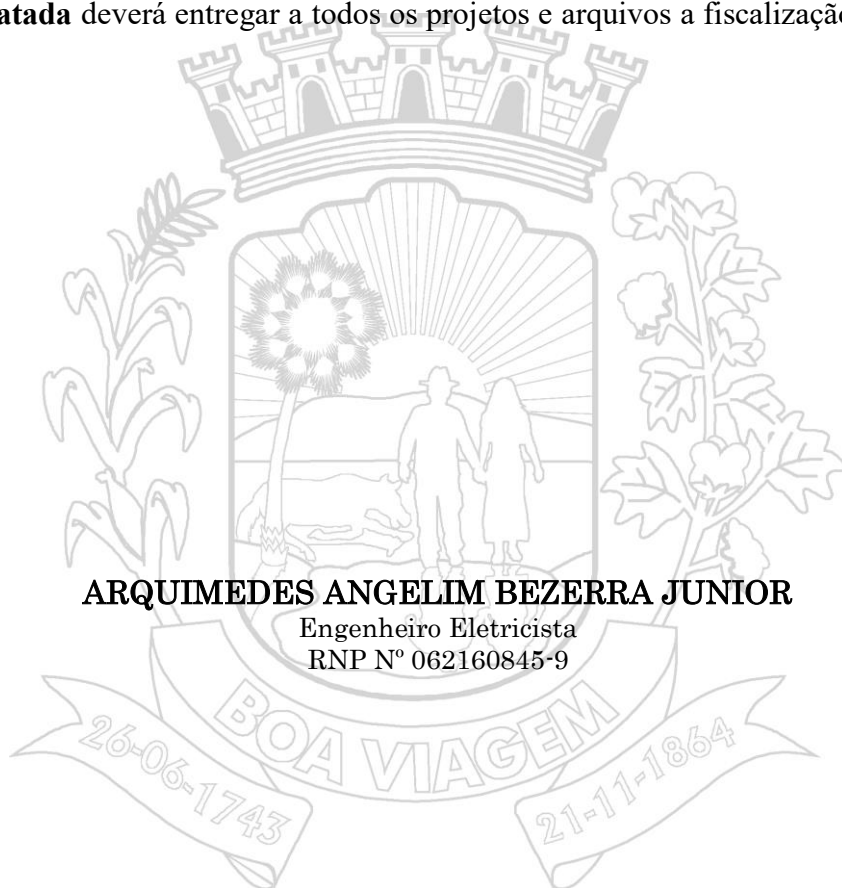 atada deverá entregar a todos os projetos e arquivos a fiscalização
ARQUIMEDES ANGELIM BEZERRA JUNIOR
Engenheiro Eletricista
RNP Nº 062160845-9
BOA VIAGEM
26-06-1743
21-11-1864